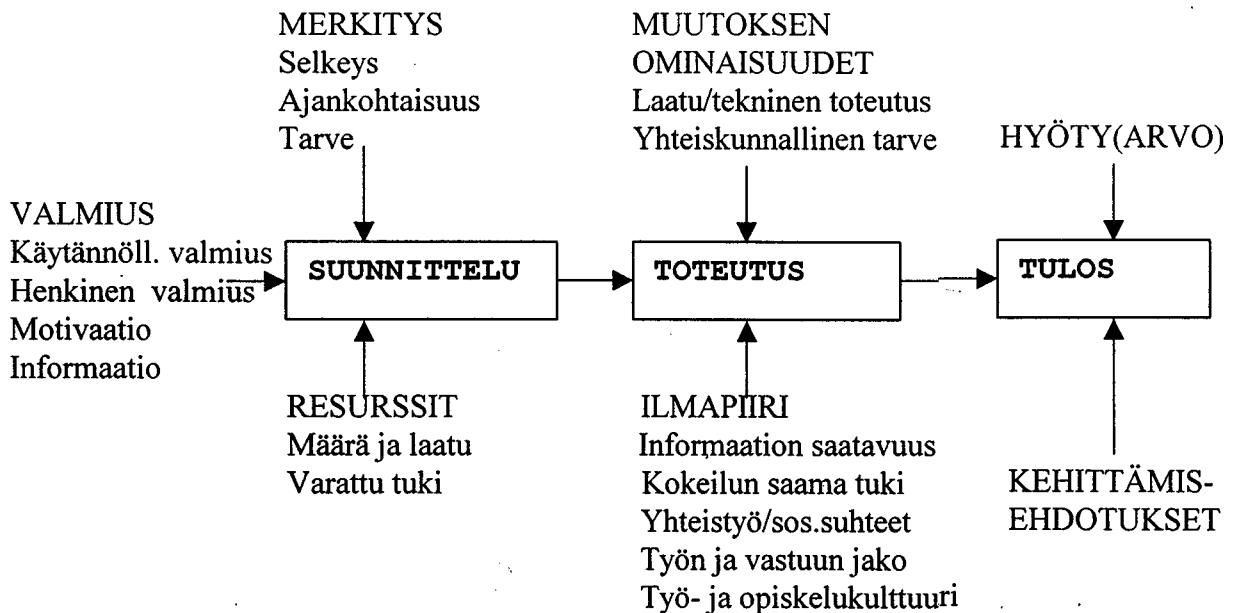 MERKITYS
Selkeys
Ajankohtaisuus
Tarve
MUUTOKSEN
OMINAISUUDET
Laatu/tekninen toteutus
Yhteiskunnallinen tarve
HYÖTY(ARVO)
VALMIUS
Käytännöll. valmius
Henkinen valmius
Motivaatio
Informaatio
SUUNNITTELU
TOTEUTUS
TULOS
RESURSSIT
Määrä ja laatu
Varattu tuki
ILMAPIIRI
Informaation saatavuus
Kokeilun saama tuki
Yhteistyö/sos.suhteet
Työn ja vastuun jako
Työ- ja opiskelukulttuuri
KEHITTÄMIS-
EHDOTUKSET